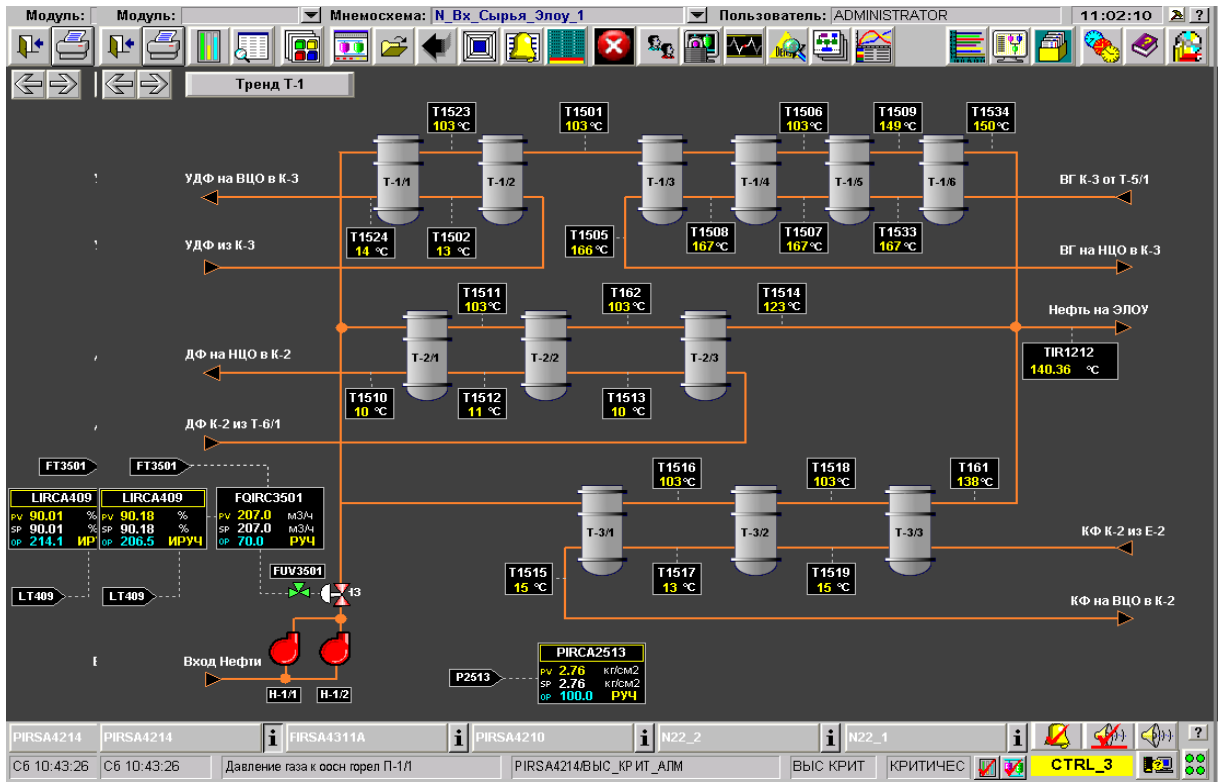 Модуль: Модуль: Мнемосхема: N_Вх_Сырья_Элоу_1 Пользователь: ADMINISTRATOR 11:02:10 ?
Тренд Т-1
T1523 103 °C
T1501 103 °C
T1506 103 °C
T1509 149 °C
T1534 150 °C
УДФ на ВЦО в К-3
Т-1/1
Т-1/2
Т-1/3
Т-1/4
Т-1/5
Т-1/6
ВГ К-3 от Т-5/1
УДФ из К-3
T1524 14 °C
T1502 13 °C
T1505 166 °C
T1508 167 °C
T1507 167 °C
T1533 167 °C
ВГ на НЦО в К-3
T1511 103 °C
T162 103 °C
T1514 123 °C
Нефть на ЭЛОУ
ДФ на НЦО в К-2
Т-2/1
Т-2/2
Т-2/3
TIR1212
140.36 °C
T1510 10 °C
T1512 11 °C
T1513 10 °C
ДФ К-2 из Т-6/1
FT3501
FT3501
T1516 103 °C
T1518 103 °C
T161 138 °C
LIRCA409
PV 90.01 %
SP 90.01 %
OP 214.1 ИР
LIRCA409
PV 90.18 %
SP 90.18 %
OP 206.5 ИРУЧ
FQIRC3501
PV 207.0 м3/ч
SP 207.0 м3/ч
OP 70.0 РУЧ
Т-3/1
Т-3/2
Т-3/3
КФ К-2 из Е-2
FUV3501
13
T1515 15 °C
T1517 13 °C
T1519 15 °C
LT409
LT409
КФ на ВЦО в К-2
Вход Нефти
Н-1/1
Н-1/2
P2513
PIRCA2513
PV 2.76 кг/см2
SP 2.76 кг/см2
OP 100.0 РУЧ
PIRSA4214 PIRSA4214 i FIRSA4311A i PIRSA4210 i N22_2 i N22_1 i ?
Сб 10:43:26 Сб 10:43:26 Давление газа к оосн горел П-1/1 PIRSA4214/ВЫС_КРИТ_АЛМ ВЫС КРИТ КРИТИЧЕС CTRL_3